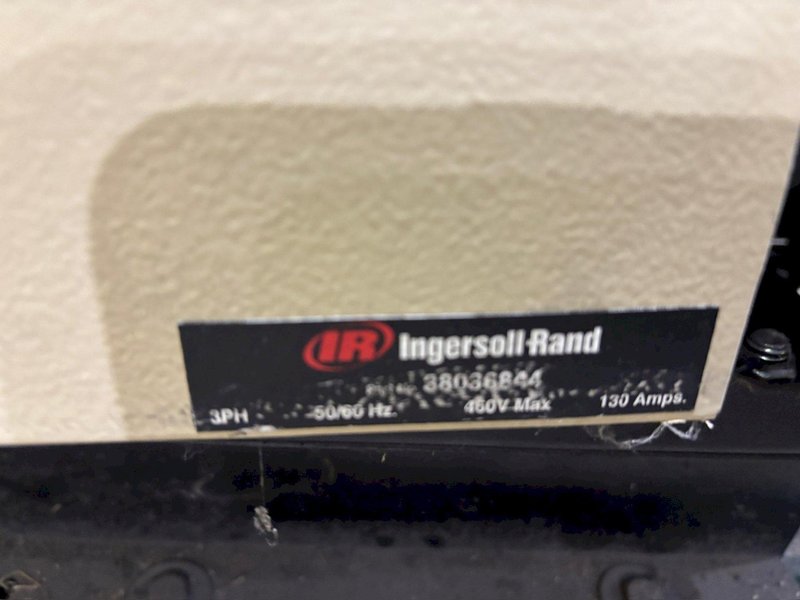 IR Ingersoll-Rand
38036844
3PH 50/60 Hz. 460V Max 130 Amps.